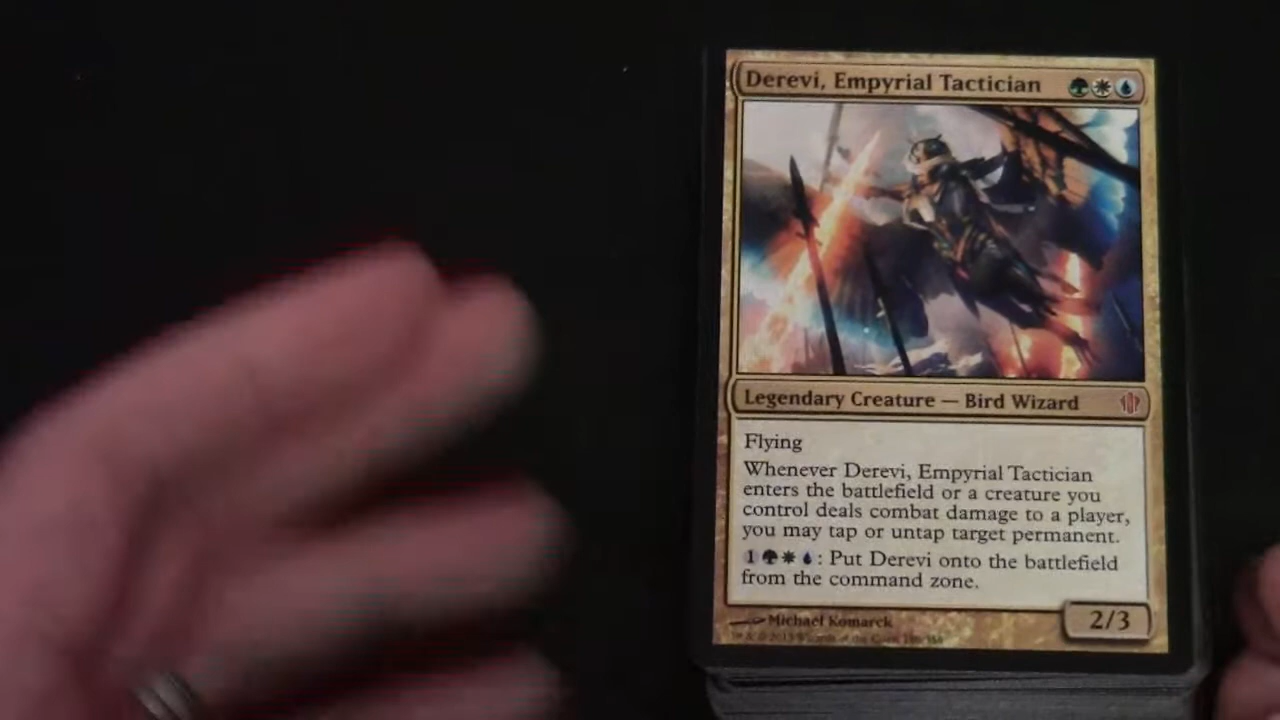 Derevi, Empyrial Tactician
Legendary Creature — Bird Wizard
Flying
Whenever Derevi, Empyrial Tactician
enters the battlefield or a creature you
control deals combat damage to a player,
you may tap or untap target permanent.
1 : Put Derevi onto the battlefield
from the command zone.
Michael Komarck
2/3